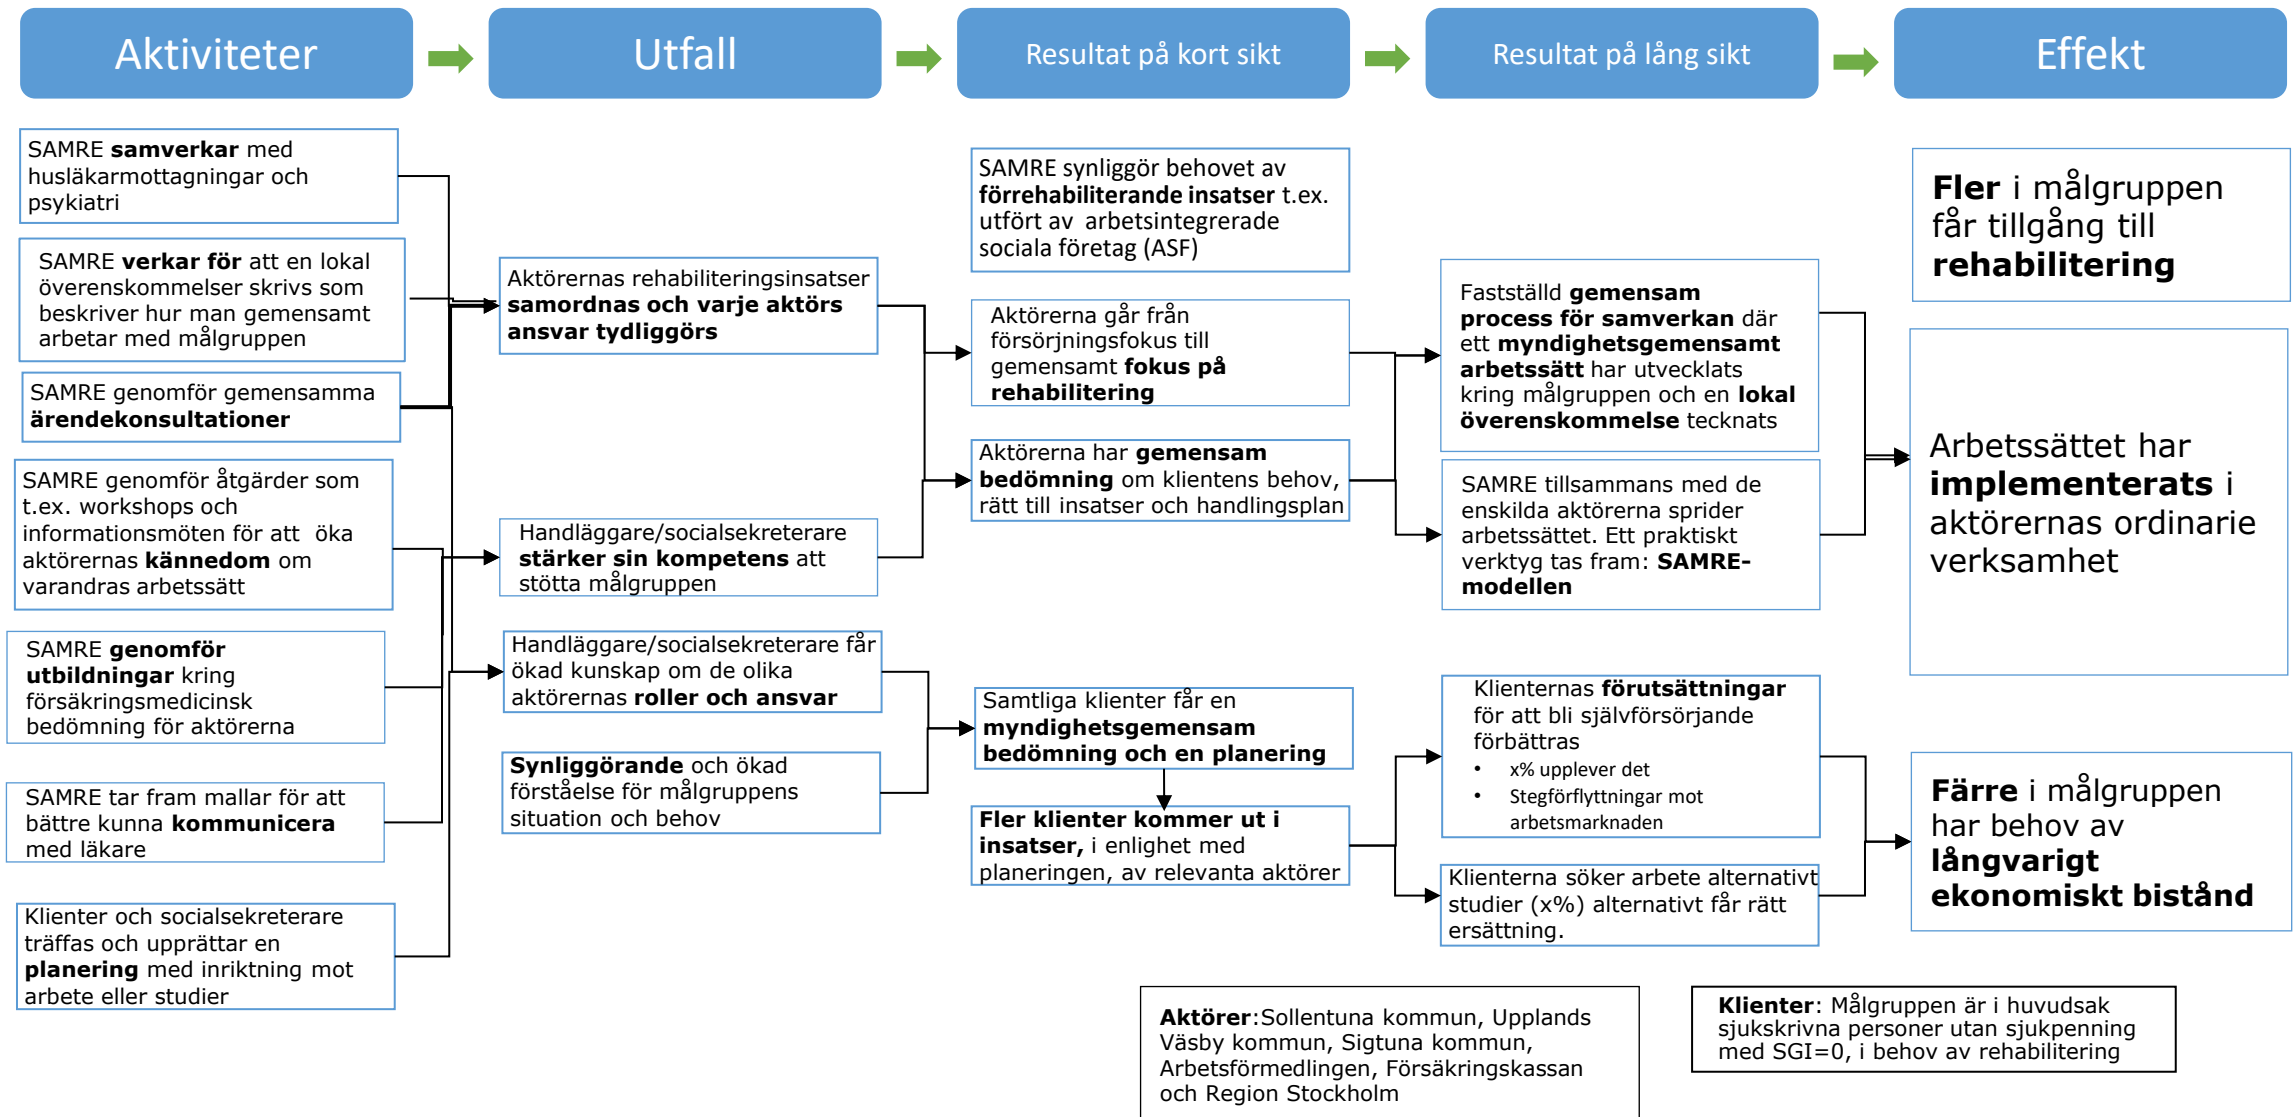 Aktiviteter
Utfall
Resultat på kort sikt
Resultat på lång sikt
Effekt
SAMRE samverkar med
husläkarmottagningar och
psykiatri
SAMRE verkar för att en lokal
överenskommelser skrivs som
beskriver hur man gemensamt
arbetar med målgruppen
SAMRE genomför gemensamma
ärendekonsultationer
SAMRE genomför åtgärder som
t.ex. workshops och
informationsmöten för att öka
aktörernas kännedom om
varandras arbetssätt
SAMRE genomför
utbildningar kring
försäkringsmedicinsk
bedömning för aktörerna
SAMRE tar fram mallar för att
bättre kunna kommunicera
med läkare
Klienter och socialsekreterare
träffas och upprättar en
planering med inriktning mot
arbete eller studier
Aktörernas rehabiliteringsinsatser
samordnas och varje aktörs
ansvar tydliggörs
Handläggare/socialsekreterare
stärker sin kompetens att
stötta målgruppen
Handläggare/socialsekreterare får
ökad kunskap om de olika
aktörernas roller och ansvar
Synliggörande och ökad
förståelse för målgruppens
situation och behov
SAMRE synliggör behovet av
förrehabiliterande insatser t.ex.
utfört av arbetsintegrerade
sociala företag (ASF)
Aktörerna går från
försörjningsfokus till
gemensamt fokus på
rehabilitering
Aktörerna har gemensam
bedömning om klientens behov,
rätt till insatser och handlingsplan
Samtliga klienter får en
myndighetsgemensam
bedömning och en planering
Fler klienter kommer ut i
insatser, i enlighet med
planeringen, av relevanta aktörer
Fastställd gemensam
process för samverkan där
ett myndighetsgemensamt
arbetssätt har utvecklats
kring målgruppen och en lokal
överenskommelse tecknats
SAMRE tillsammans med de
enskilda aktörerna sprider
arbetssättet. Ett praktiskt
verktyg tas fram: SAMRE-
modellen
Klienternas förutsättningar
för att bli självförsörjande
förbättras
• x% upplever det
• Stegförflyttningar mot
arbetsmarknaden
Klienterna söker arbete alternativt
studier (x%) alternativt får rätt
ersättning.
Fler i målgruppen
får tillgång till
rehabilitering
Arbetssättet har
implementerats i
aktörernas ordinarie
verksamhet
Färre i målgruppen
har behov av
långvarigt
ekonomiskt bistånd
Aktörer:Sollentuna kommun, Upplands
Väsby kommun, Sigtuna kommun,
Arbetsförmedlingen, Försäkringskassan
och Region Stockholm
Klienter: Målgruppen är i huvudsak
sjukskrivna personer utan sjukpenning
med SGI=0, i behov av rehabilitering